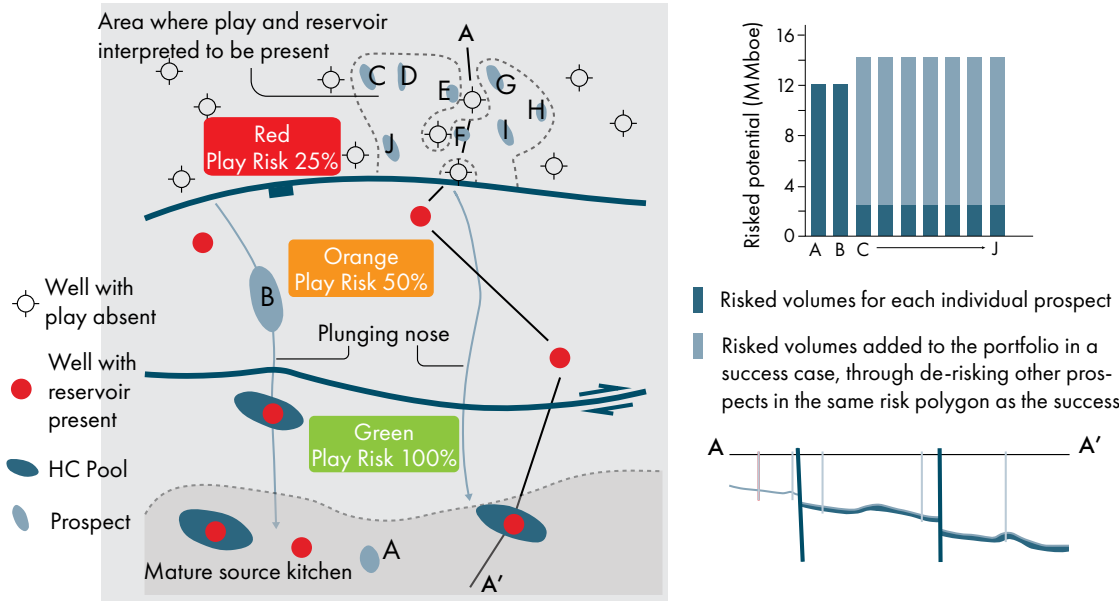 Area where play and reservoir
interpreted to be present
A
C
D
E
G
H
F
I
J
Red
Play Risk 25%
Orange
Play Risk 50%
B
Plunging nose
Green
Play Risk 100%
A
Mature source kitchen
A'
Well with
play absent
Well with
reservoir
present
HC Pool
Prospect
Risked potential (MMboe)
16
12
8
4
0
A B C J
Risked volumes for each individual prospect
Risked volumes added to the portfolio in a
success case, through de-risking other pros-
pects in the same risk polygon as the success
A A'